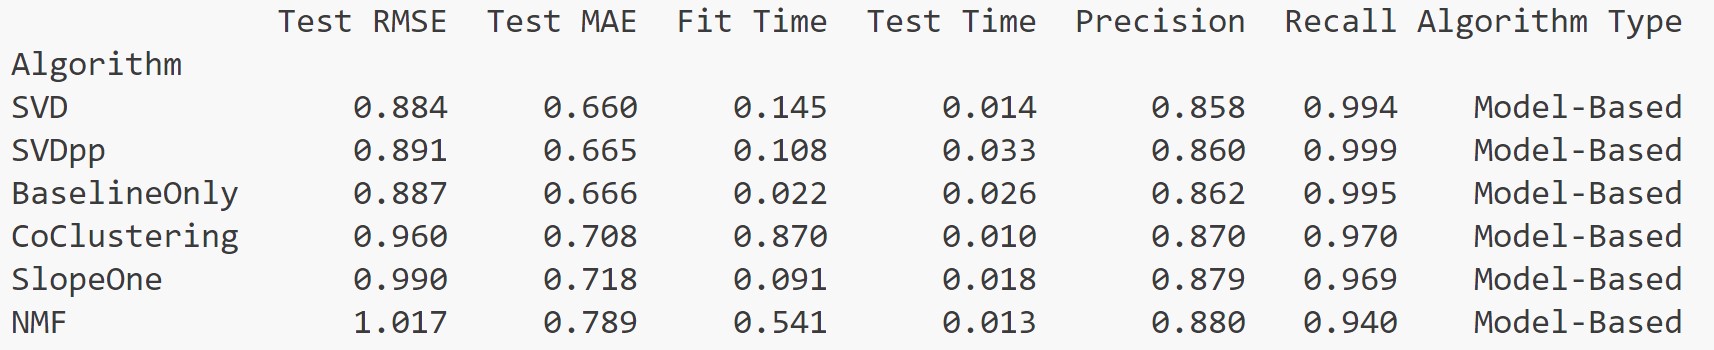 Test RMSE Test MAE Fit Time Test Time Precision Recall Algorithm Type
Algorithm
SVD 0.884 0.660 0.145 0.014 0.858 0.994 Model-Based
SVDpp 0.891 0.665 0.108 0.033 0.860 0.999 Model-Based
BaselineOnly 0.887 0.666 0.022 0.026 0.862 0.995 Model-Based
CoClustering 0.960 0.708 0.870 0.010 0.870 0.970 Model-Based
SlopeOne 0.990 0.718 0.091 0.018 0.879 0.969 Model-Based
NMF 1.017 0.789 0.541 0.013 0.880 0.940 Model-Based